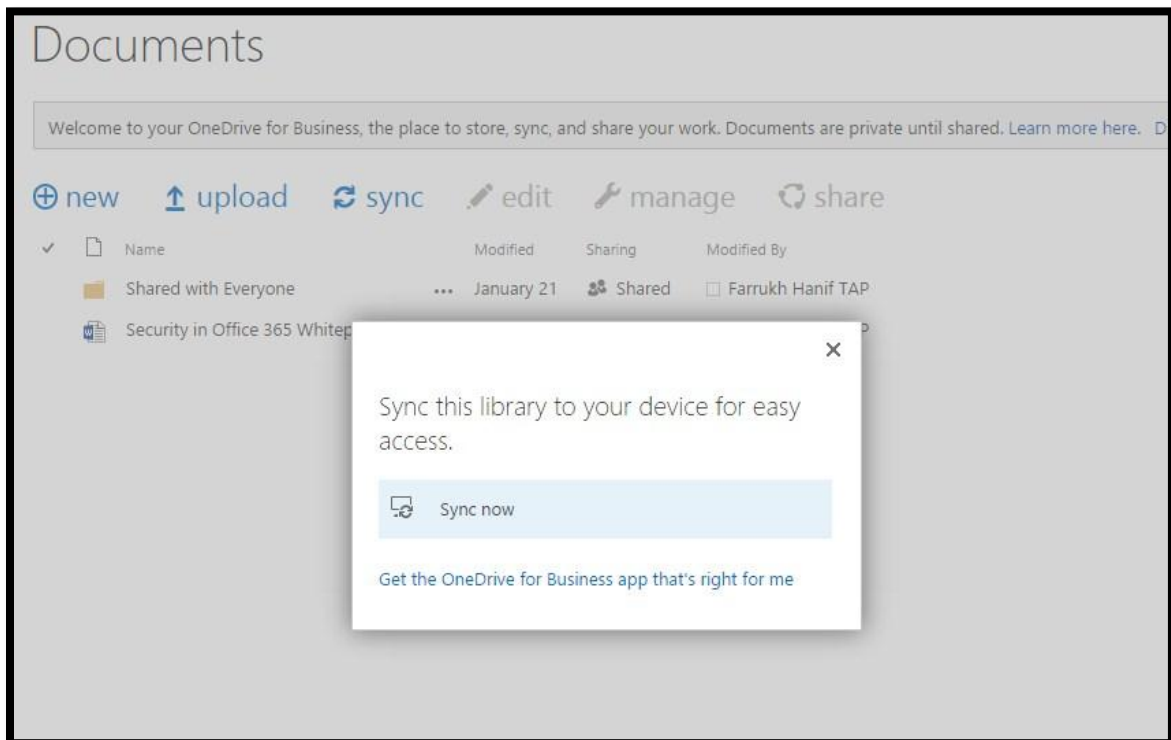 Documents
Welcome to your OneDrive for Business, the place to store, sync, and share your work. Documents are private until shared. Learn more here. D
new upload sync edit manage share
Name Modified Sharing Modified By
Shared with Everyone ... January 21 Shared Farrukh Hanif TAP
Security in Office 365 Whitep
P
Sync this library to your device for easy
access.
Sync now
Get the OneDrive for Business app that's right for me